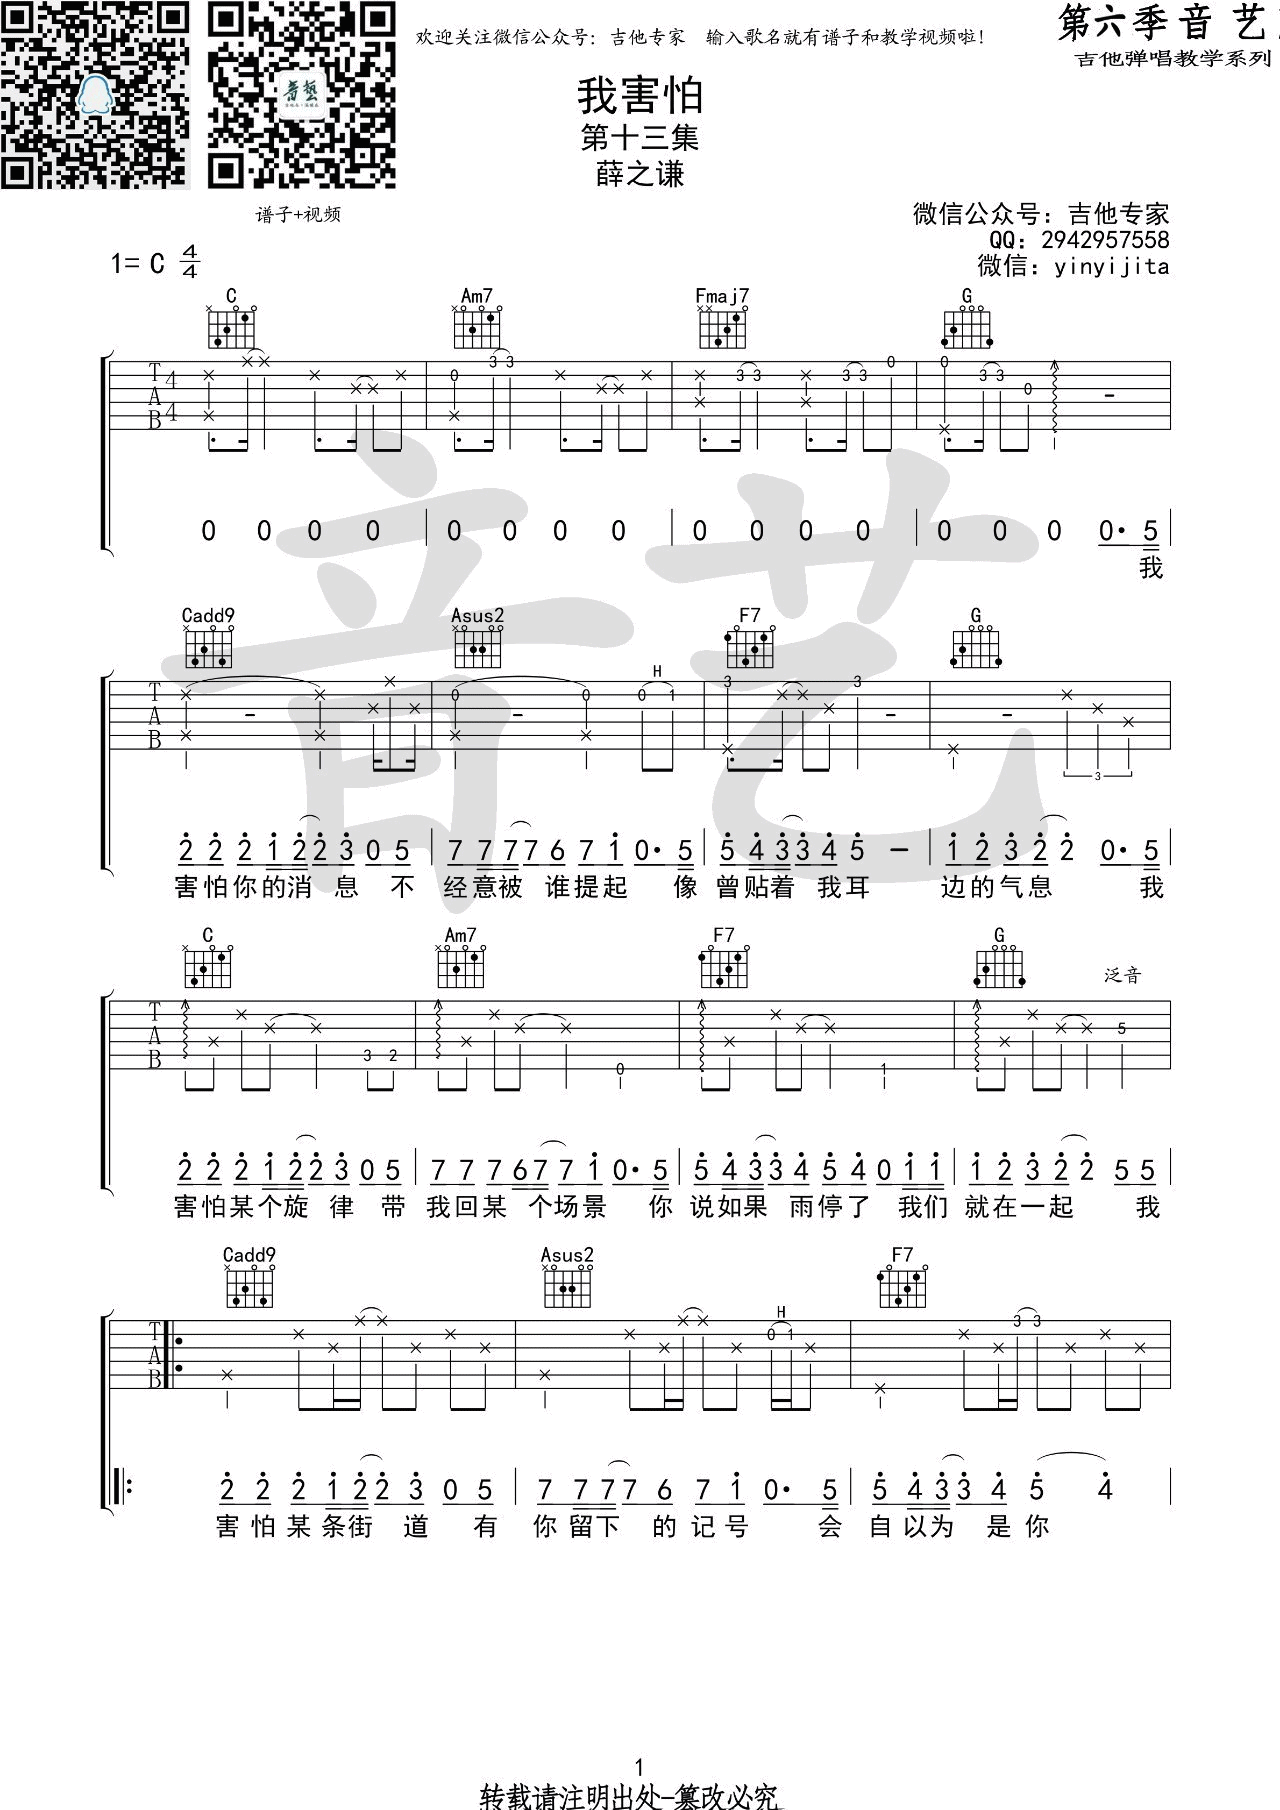 欢迎关注微信公众号：吉他专家 输入歌名就有谱子和教学视频啦！
第六季音 艺
吉他弹唱教学系列
我害怕
第十三集
薛之谦
谱子+视频
微信公众号：吉他专家
QQ：2942957558
微信：yinyijita
1= C 4/4
C Am7 Fmaj7 G
0 0 0 0 | 0 0 0 0 | 0 0 0 0 | 0 0 0 0· 5
我
Cadd9 Asus2 F7 G
H
3
2 2 2 1 2 2 3 0 5 | 7 7 7 7 6 7 1 0· 5 | 5 4 3 3 4 5 — | 1 2 3 2 2 0· 5
害怕你的消 息 不 经意被 谁提起 像 曾贴着 我耳 边的气息 我
C Am7 F7 G
泛音
2 2 2 1 2 2 3 0 5 | 7 7 7 6 7 7 1 0· 5 | 5 4 3 3 4 5 4 0 1 1 | 1 2 3 2 2 5 5
害怕某个旋 律 带 我回某 个场景 你 说如果 雨停了 我们 就在一起 我
Cadd9 Asus2 F7
H
2 2 2 1 2 2 3 0 5 | 7 7 7 7 6 7 1 0· 5 | 5 4 3 3 4 5 4
害 怕 某 条街 道 有 你 留下 的 记 号 会 自 以为 是 你
1
转载请注明出处-篡改必究
音艺